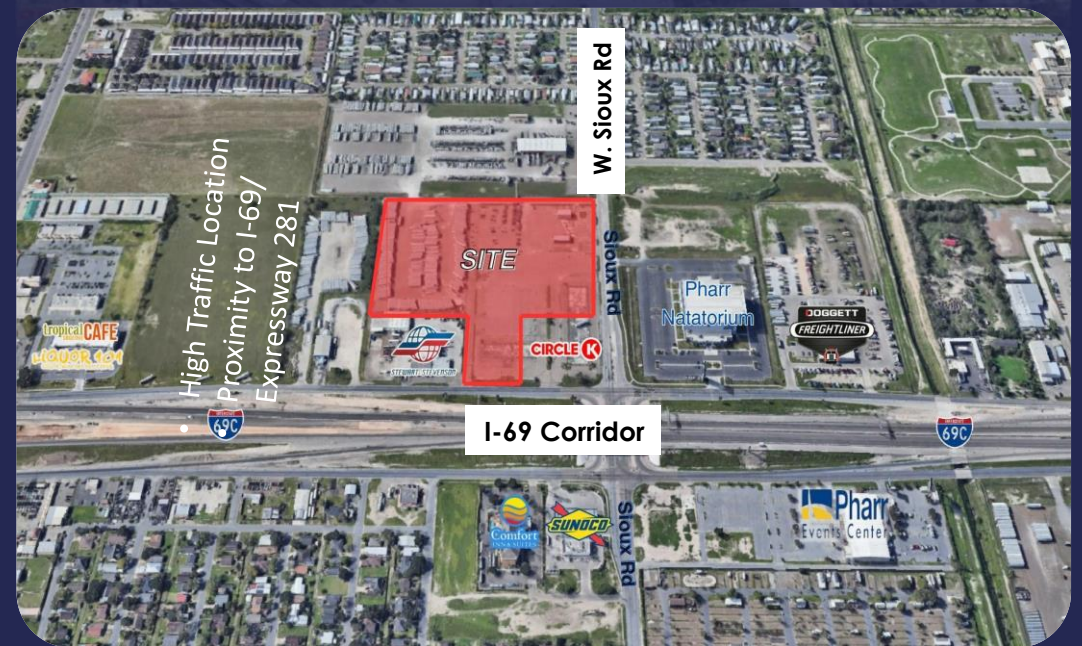 W. Sioux Rd
High Traffic Location
Proximity to I-69/
Expressway 281
SITE
Sioux Rd
Pharr
Natatorium
DOGGETT
FREIGHTLINER
tropical CAFE
LIQUOR
STEWART & STEVENSON
CIRCLE K
69C
I-69 Corridor
69C
Comfort
INN & SUITES
SUNOCO
Sioux Rd
Pharr
Events Center